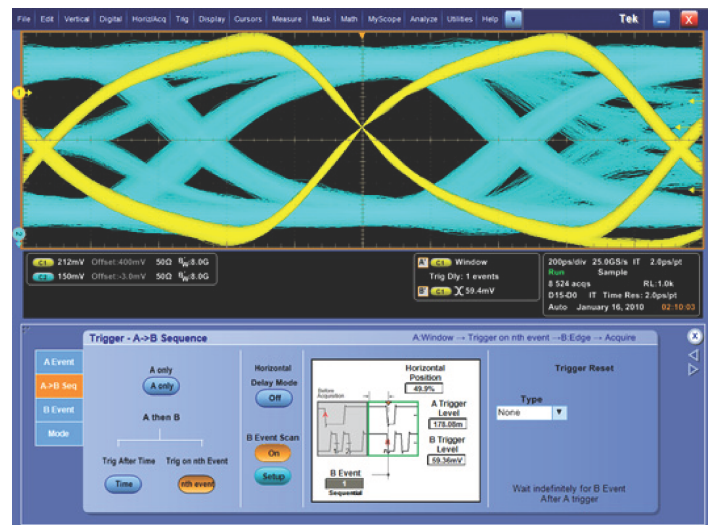 File Edit Vertical Digital Horiz/Acq Trig Display Cursors Measure Mask Math MyScope Analyze Utilities Help Tek X
1
2
C1 212mV Offset:400mV 50Ω BW:8.0G
C2 150mV Offset:-3.0mV 50Ω BW:8.0G
A' C1 Window
Trig Dly: 1 events
B' C1 59.4mV
200ps/div 25.0GS/s IT 2.0ps/pt
Run Sample
8 524 acqs RL:1.0k
D15-D0 IT Time Res: 2.0ps/pt
Auto January 16, 2010 02:10:03
Trigger - A->B Sequence
A:Window → Trigger on nth event →B:Edge → Acquire
X
A Event
A->B Seq
B Event
Mode
A only
A only
A then B
Trig After Time Trig on nth Event
Time
nth event
Horizontal
Delay Mode
Off
B Event Scan
On
Setup
Before
Acquisition
Horizontal
Position
49.9%
A Trigger
Level
178.08m
B Trigger
Level
59.36mV
A
B
B Event
1
Sequential
Trigger Reset
Type
None
Wait indefinitely for B Event
After A trigger